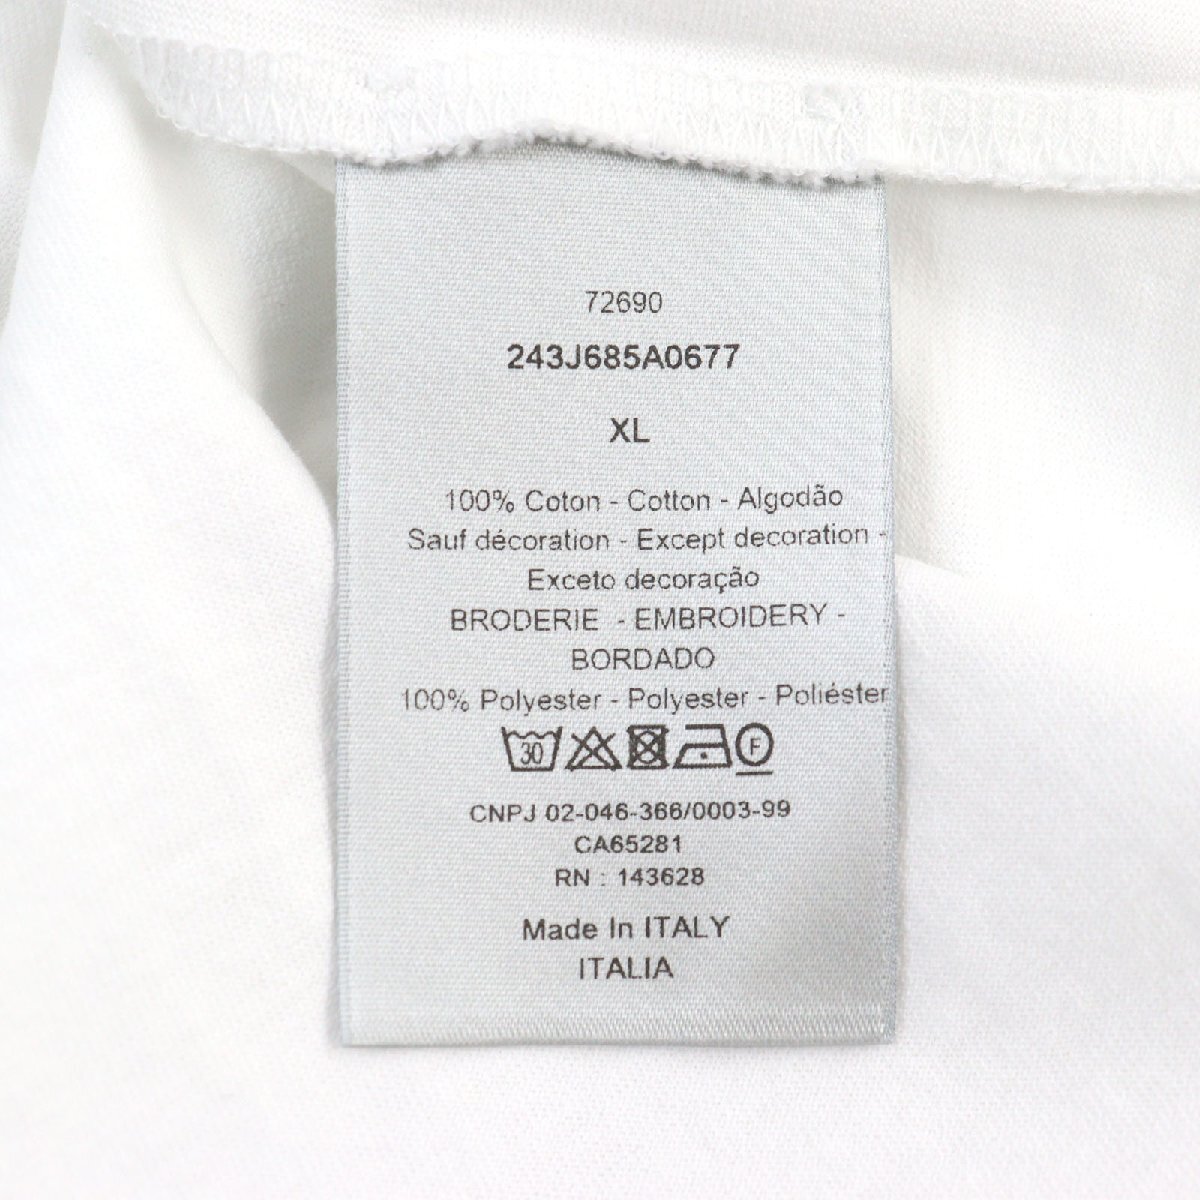 72690
243J685A0677
XL
100% Coton - Cotton - Algodão
Sauf décoration - Except decoration -
Exceto decoração
BRODERIE - EMBROIDERY -
BORDADO
100% Polyester - Polyester - Poliéster
30 F
CNPJ 02-046-366/0003-99
CA65281
RN : 143628
Made In ITALY
ITALIA